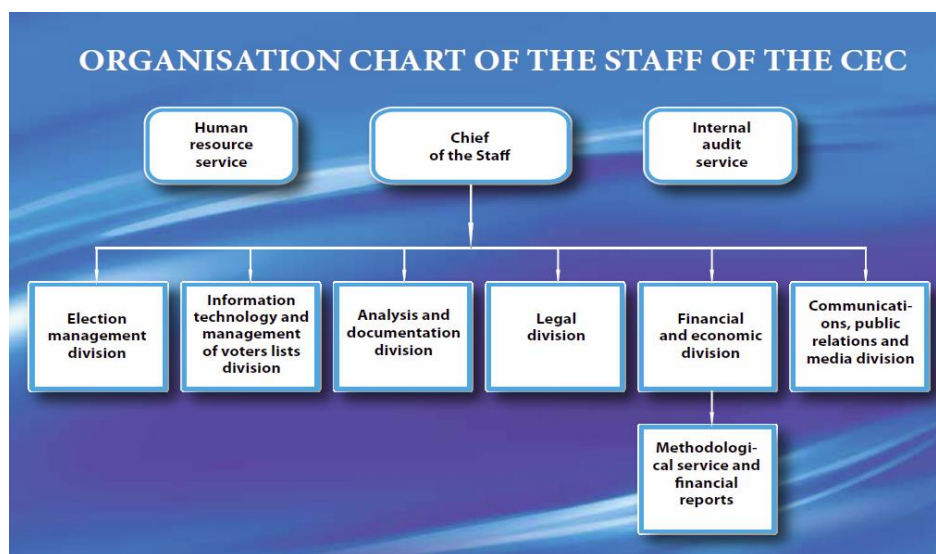 ORGANISATION CHART OF THE STAFF OF THE CEC
Human
resource
service
Chief
of the Staff
Internal
audit
service
Election
management
division
Information
technology and
management
of voters lists
division
Analysis and
documentation
division
Legal
division
Financial
and economic
division
Communicati-
ons, public
relations and
media division
Methodologi-
cal service and
financial
reports